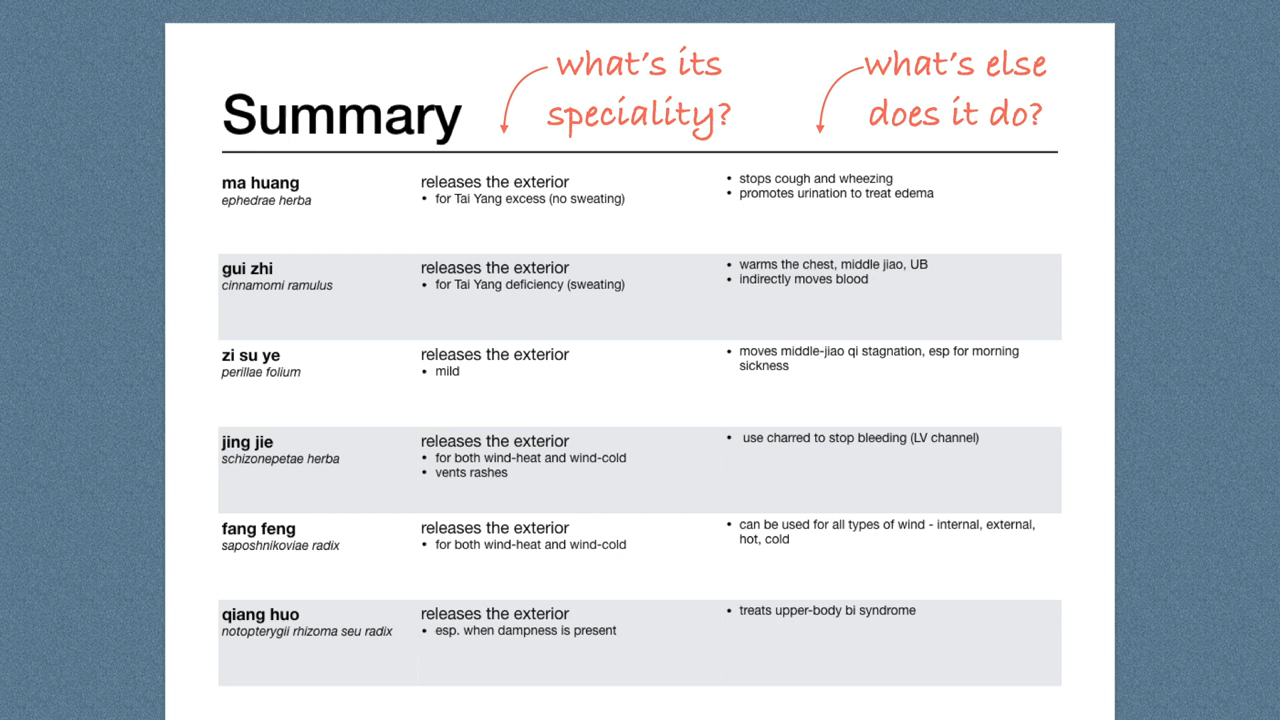 what's its
speciality?
what's else
does it do?
Summary
ma huang
ephedrae herba
releases the exterior
• for Tai Yang excess (no sweating)
• stops cough and wheezing
• promotes urination to treat edema
gui zhi
cinnamomi ramulus
releases the exterior
• for Tai Yang deficiency (sweating)
• warms the chest, middle jiao, UB
• indirectly moves blood
zi su ye
perillae folium
releases the exterior
• mild
• moves middle-jiao qi stagnation, esp for morning
sickness
jing jie
schizonepetae herba
releases the exterior
• for both wind-heat and wind-cold
• vents rashes
• use charred to stop bleeding (LV channel)
fang feng
saposhnikoviae radix
releases the exterior
• for both wind-heat and wind-cold
• can be used for all types of wind - internal, external,
hot, cold
qiang huo
notopterygii rhizoma seu radix
releases the exterior
• esp. when dampness is present
• treats upper-body bi syndrome